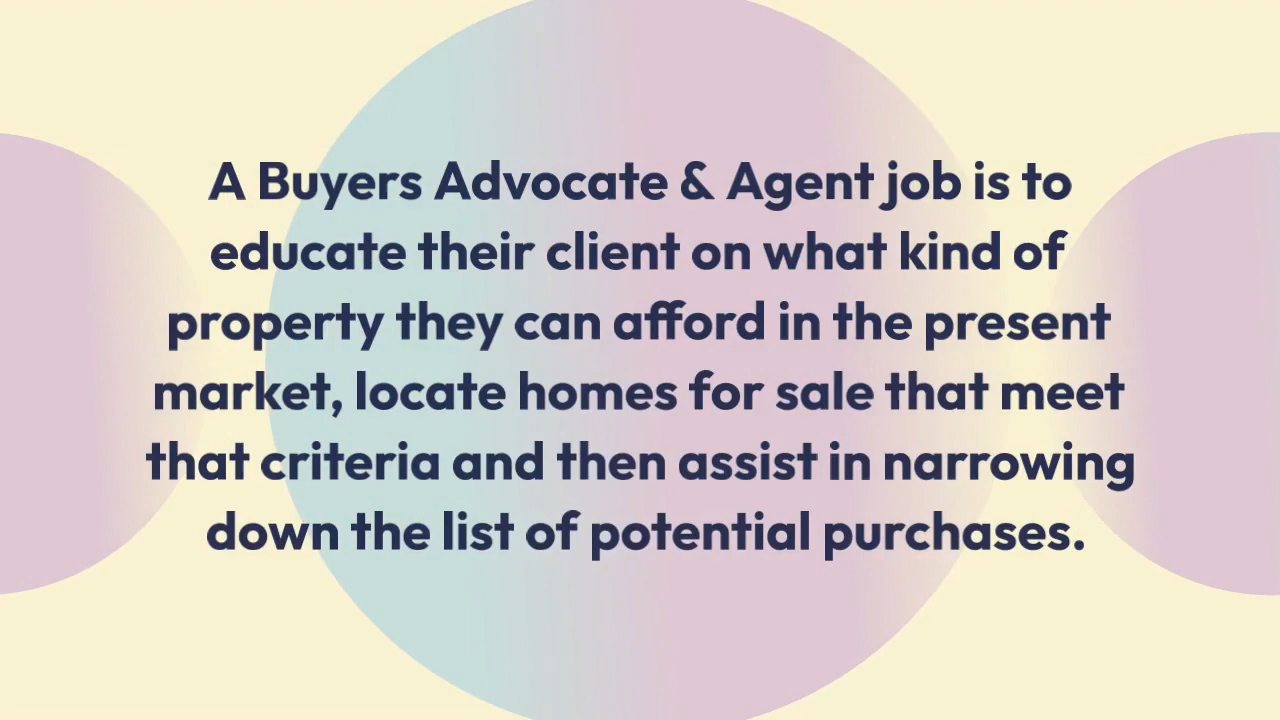 A Buyers Advocate & Agent job is to
educate their client on what kind of
property they can afford in the present
market, locate homes for sale that meet
that criteria and then assist in narrowing
down the list of potential purchases.